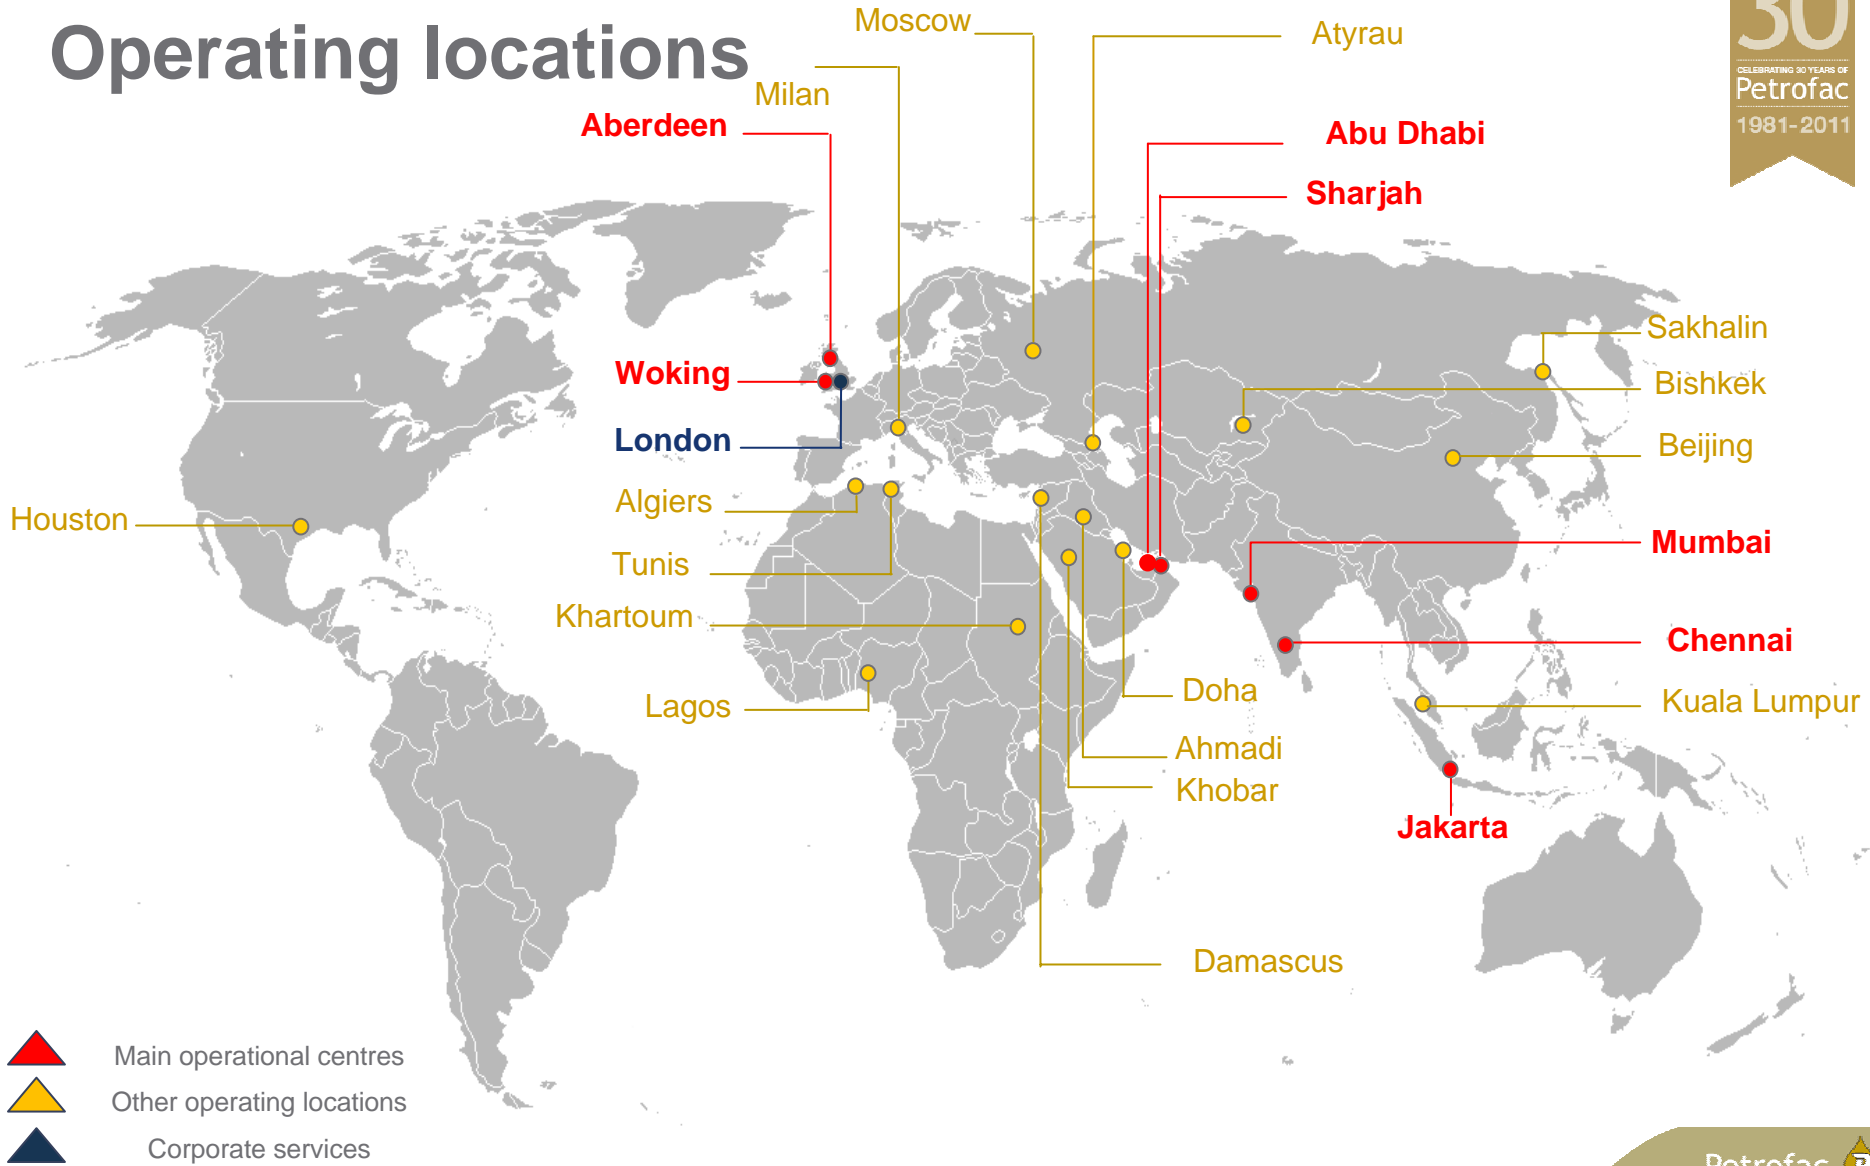 Operating locations
30
CELEBRATING 30 YEARS OF
Petrofac
1981-2011
Moscow
Atyrau
Milan
Aberdeen
Abu Dhabi
Sharjah
Sakhalin
Woking
Bishkek
London
Beijing
Algiers
Houston
Mumbai
Tunis
Khartoum
Chennai
Doha
Kuala Lumpur
Lagos
Ahmadi
Khobar
Jakarta
Damascus
Main operational centres
Other operating locations
Corporate services
Petrofac